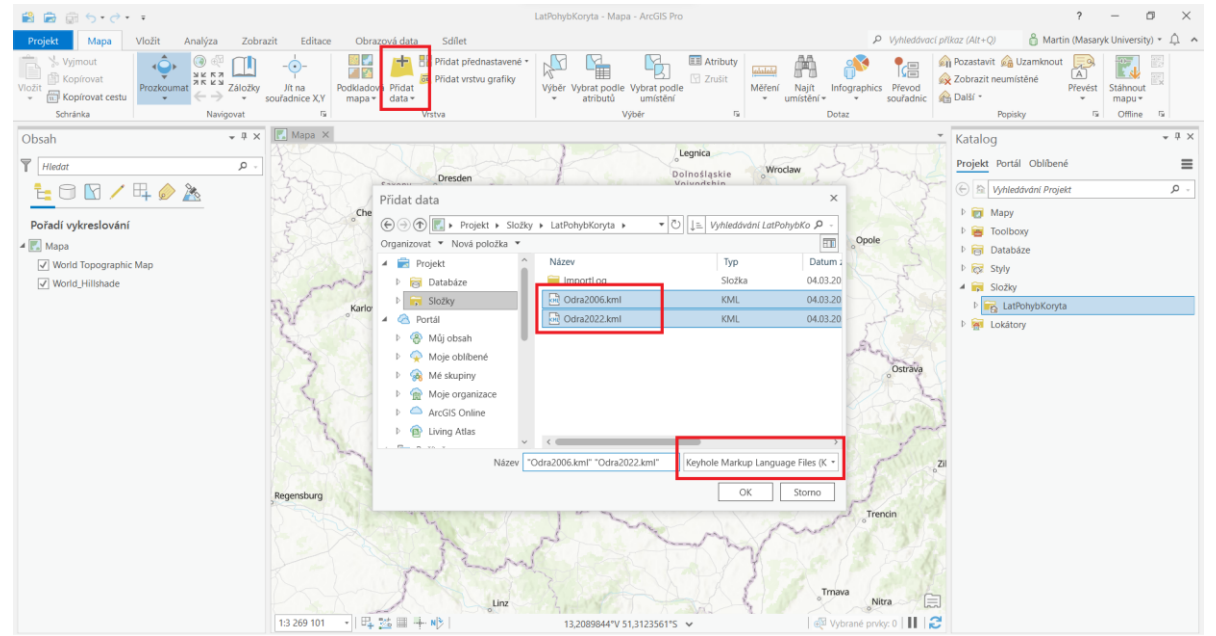 LatPohybKoryta - Mapa - ArcGIS Pro
? — ✕
Projekt Mapa Vložit Analýza Zobrazit Editace Obrazová data Sdílet
Vyhledávací příkaz (Alt+Q) Martin (Masaryk University)
Vložit
Vyjmout
Kopírovat
Kopírovat cestu
Schránka
Prozkoumat
Záložky
Jít na souřadnice X,Y
Navigovat
Podkladová mapa
Přidat data
Přidat přednastavené
Přidat vrstvu grafiky
Vrstva
Výběr
Vybrat podle atributů
Vybrat podle umístění
Atributy
Zrušit
Výběr
Měření
Najít umístění
Infographics
Převod souřadnic
Dotaz
Pozastavit Uzamknout
Zobrazit neumístěné
Další
Převést
Popisky
Stáhnout mapu
Offline
Obsah
Hledat
Pořadí vykreslování
Mapa
World Topographic Map
World_Hillshade
Mapa
Legnica
Wrocław
Dolnośląskie
Dresden
Che
Opole
Karlo
Ostrava
Zli
Regensburg
Trencin
Linz
Trnava
Nitra
Přidat data
Projekt Složky LatPohybKoryta
Vyhledávání LatPohybKo
Organizovat Nová položka
Projekt
Databáze
Složky
Portál
Můj obsah
Moje oblíbené
Mé skupiny
Moje organizace
ArcGIS Online
Living Atlas
Název Typ Datum z
ImportLog Složka 04.03.20
Odra2006.kml KML 04.03.20
Odra2022.kml KML 04.03.20
Název "Odra2006.kml" "Odra2022.kml" Keyhole Markup Language Files (K
OK Storno
1:3 269 101
13,2089844°V 51,3123561°S
Vybrané prvky: 0
Katalog
Projekt Portál Oblíbené
Vyhledávání Projekt
Mapy
Toolboxy
Databáze
Styly
Složky
LatPohybKoryta
Lokátory